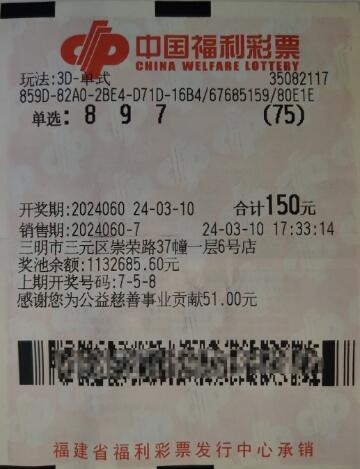 中国福利彩票
CHINA WELFARE LOTTERY
玩法:3D-单式 35082117
859D-82A0-2BE4-D71D-16B4/67685159/80E1E
单选: 8 9 7 (75)
开奖期:2024060 24-03-10 合计150元
销售期:2024060-7 24-03-10 17:33:14
三明市三元区崇荣路37幢一层6号店
奖池余额:1132685.60元
上期开奖号码:7-5-8
感谢您为公益慈善事业贡献51.00元
福建省福利彩票发行中心承销